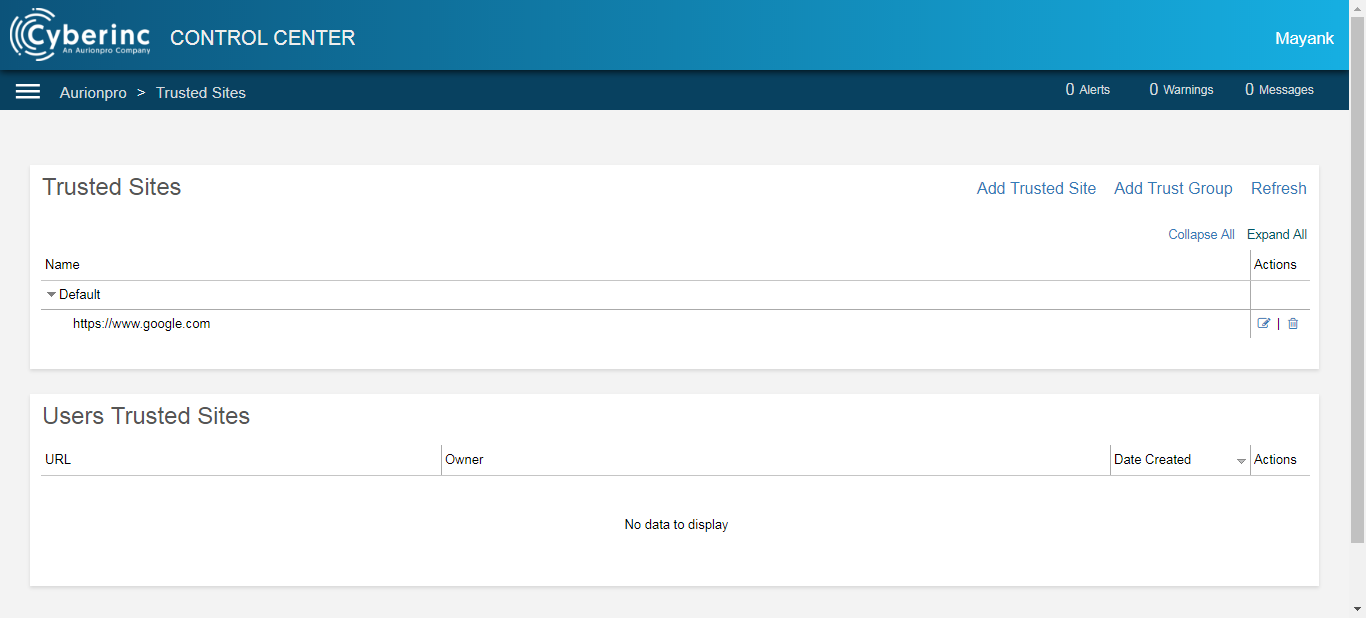 Cyberinc
An Aurionpro Company
CONTROL CENTER
Mayank
Aurionpro > Trusted Sites
0 Alerts 0 Warnings 0 Messages
Trusted Sites
Add Trusted Site Add Trust Group Refresh
Collapse All Expand All
Name Actions
Default
https://www.google.com
Users Trusted Sites
URL Owner Date Created Actions
No data to display